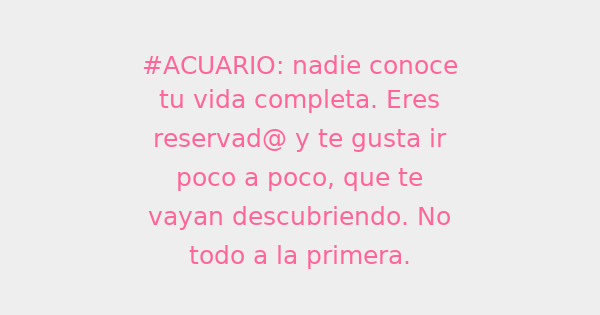 #ACUARIO: nadie conoce
tu vida completa. Eres
reservad@ y te gusta ir
poco a poco, que te
vayan descubriendo. No
todo a la primera.